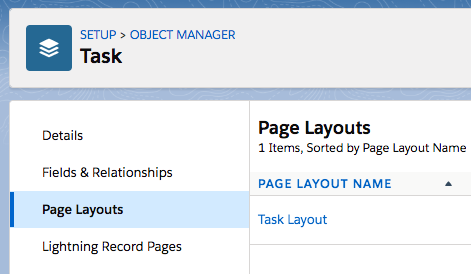 SETUP > OBJECT MANAGER
Task
Details
Fields & Relationships
Page Layouts
Lightning Record Pages
Page Layouts
1 Items, Sorted by Page Layout Name
PAGE LAYOUT NAME
Task Layout